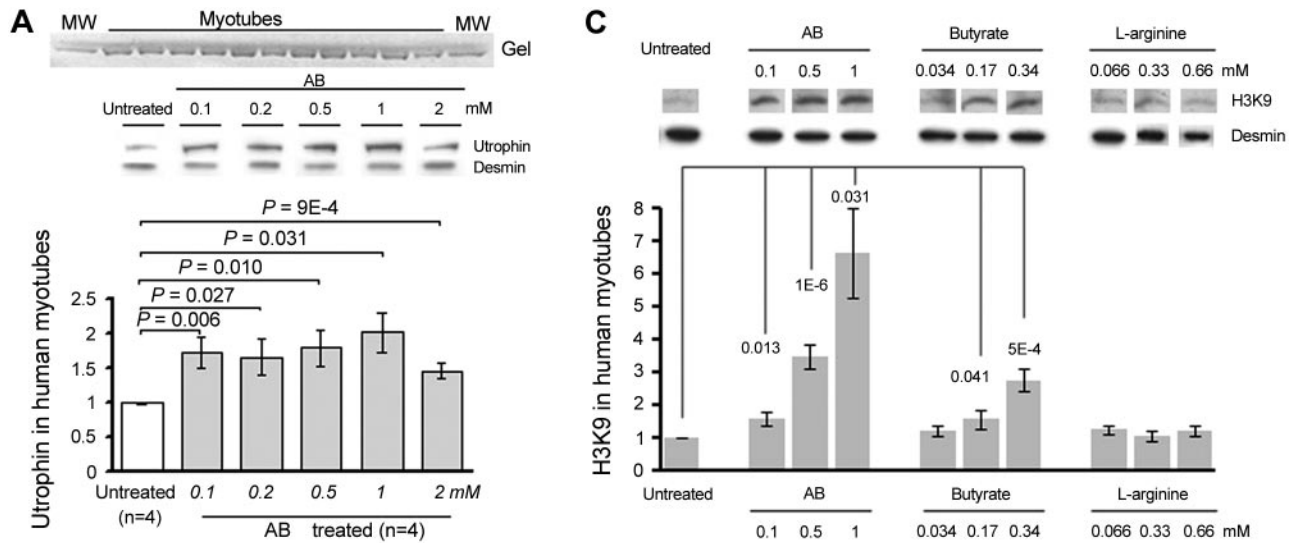 A
MW Myotubes MW
Gel
AB
Untreated 0.1 0.2 0.5 1 2 mM
Utrophin
Desmin
P = 9E-4
P = 0.031
P = 0.010
P = 0.027
P = 0.006
Utrophin in human myotubes
2.5
2
1.5
1
0.5
0
Untreated 0.1 0.2 0.5 1 2 mM
(n=4)
AB treated (n=4)
C
Untreated AB Butyrate L-arginine
0.1 0.5 1 0.034 0.17 0.34 0.066 0.33 0.66 mM
H3K9
Desmin
0.031
1E-6
0.013
0.041
5E-4
H3K9 in human myotubes
8
7
6
5
4
3
2
1
0
Untreated AB Butyrate L-arginine
0.1 0.5 1 0.034 0.17 0.34 0.066 0.33 0.66 mM